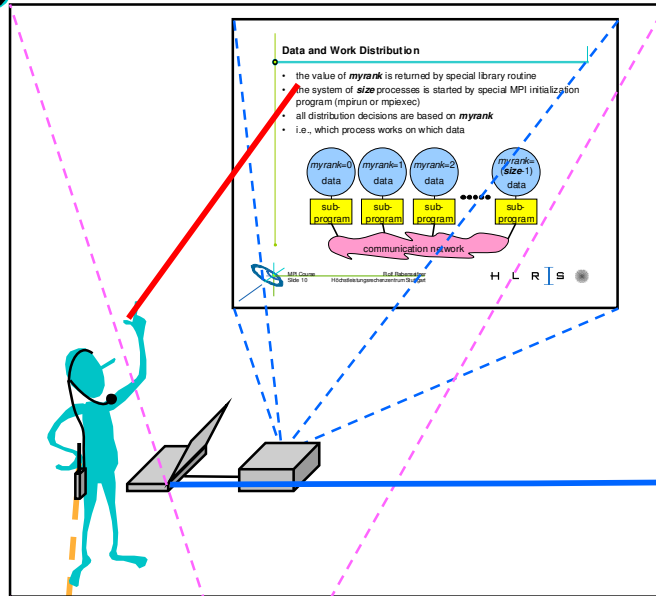 Data and Work Distribution
• the value of myrank is returned by special library routine
• the system of size processes is started by special MPI initialization
program (mpirun or mpiexec)
• all distribution decisions are based on myrank
• i.e., which process works on which data
myrank=0 myrank=1 myrank=2 myrank=
(size-1)
data data data data
sub-
program sub-
program sub-
program sub-
program
communication network
MPI Course Rolf Rabenseifner
Slide 10 Höchstleistungsrechenzentrum Stuttgart
H L R I S